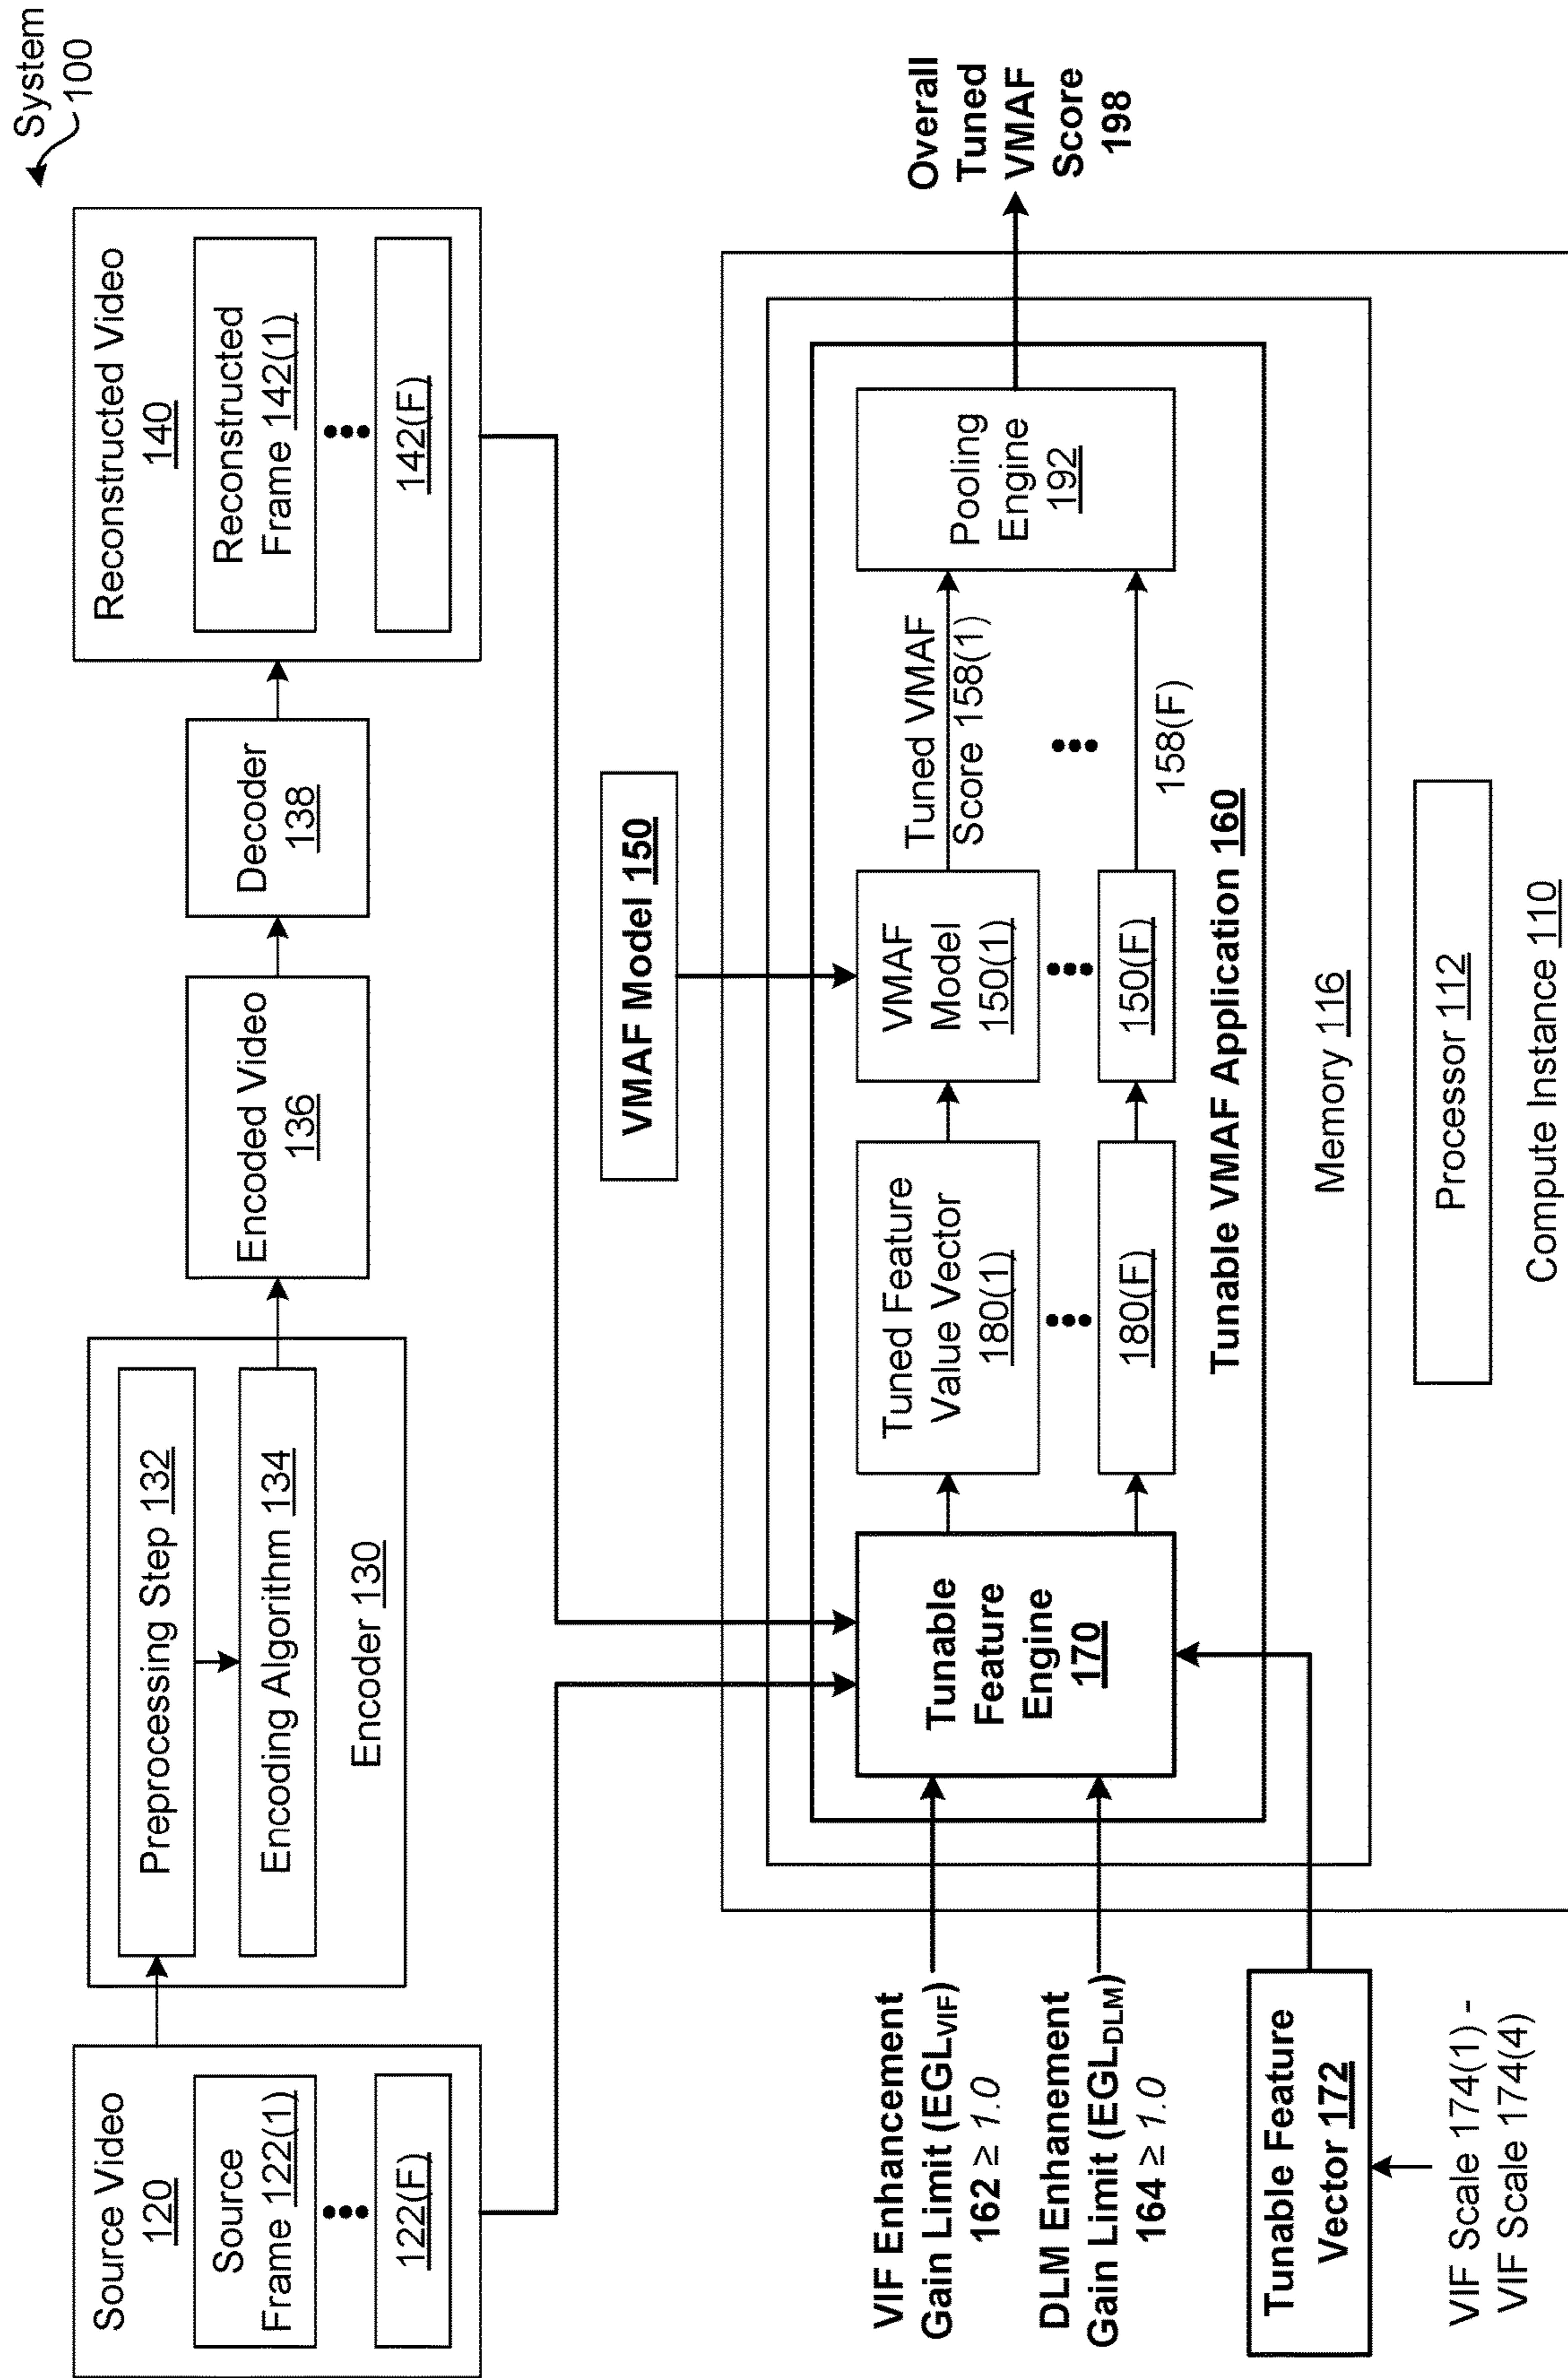 System
100
Source Video
120
Source
Frame 122(1)
122(F)
Preprocessing Step 132
Encoding Algorithm 134
Encoder 130
Encoded Video
136
Decoder
138
Reconstructed Video
140
Reconstructed
Frame 142(1)
142(F)
VMAF Model 150
VIF Enhancement
Gain Limit (EGLVIF)
162 ≥ 1.0
DLM Enhanement
Gain Limit (EGLDLM)
164 ≥ 1.0
Tunable Feature
Vector 172
VIF Scale 174(1) -
VIF Scale 174(4)
Tunable
Feature
Engine
170
Tuned Feature
Value Vector
180(1)
180(F)
VMAF
Model
150(1)
150(F)
Tuned VMAF
Score 158(1)
158(F)
Pooling
Engine
192
Overall
Tuned
VMAF
Score
198
Tunable VMAF Application 160
Memory 116
Processor 112
Compute Instance 110